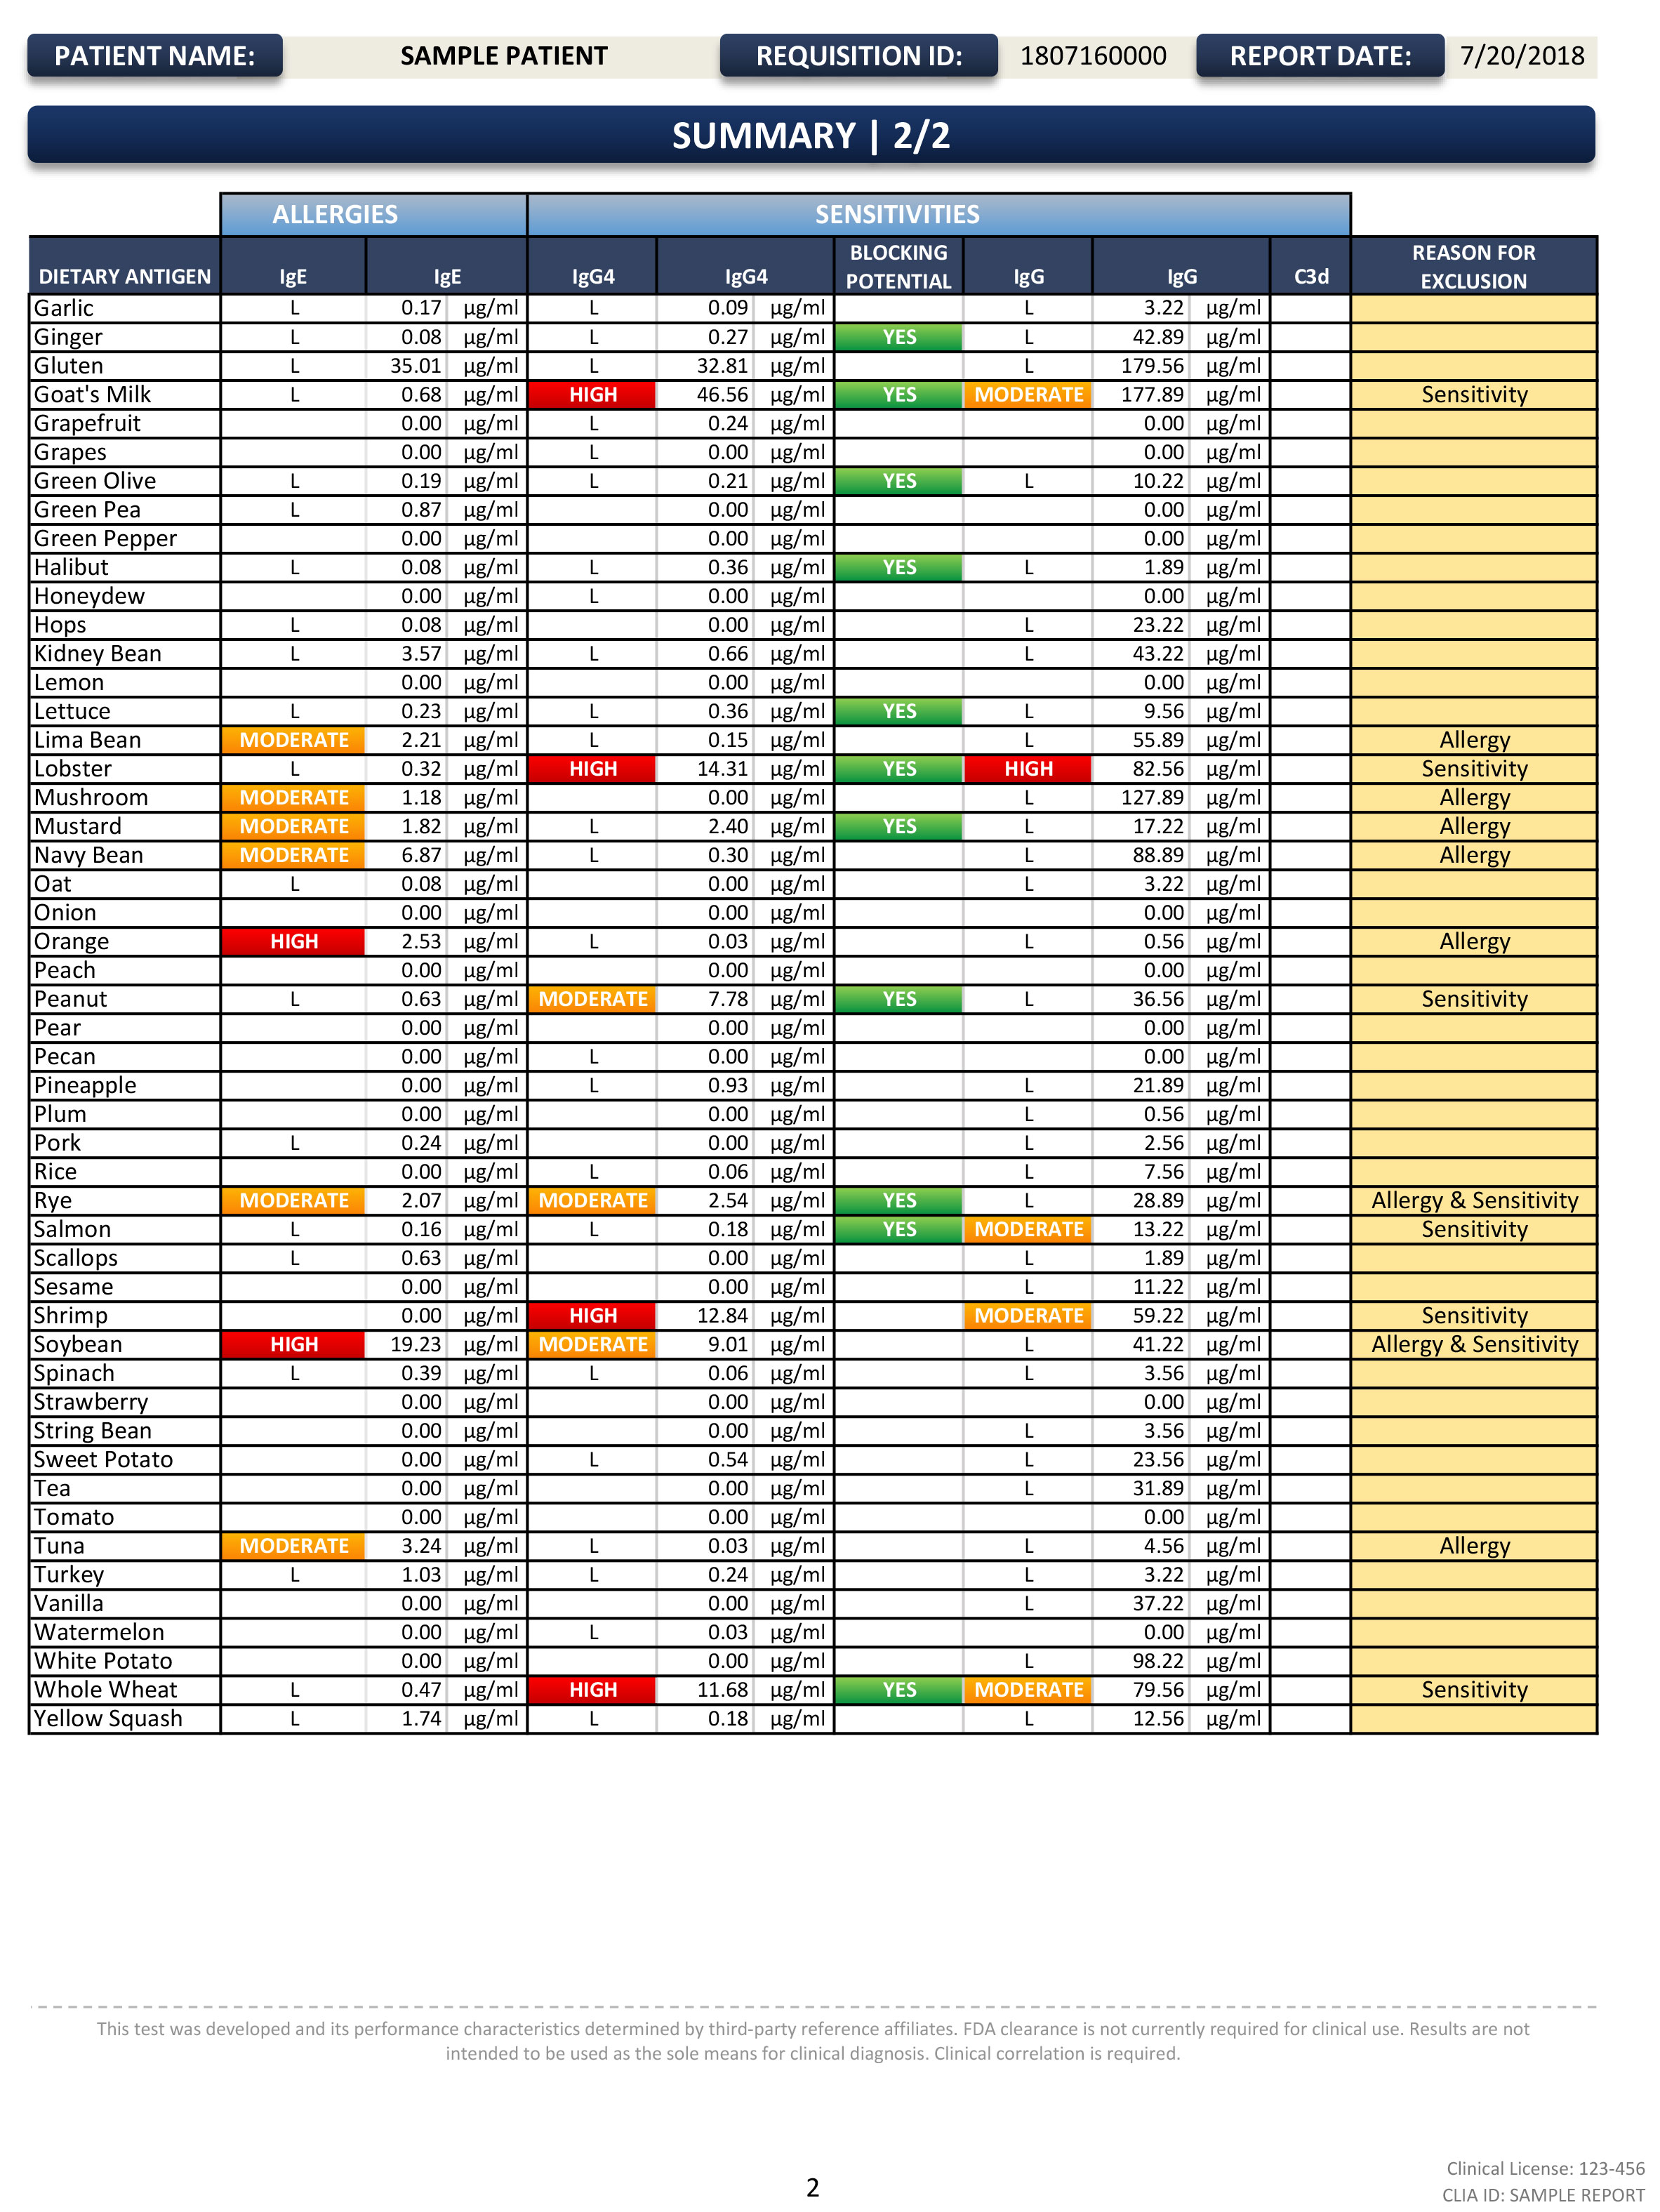 PATIENT NAME: SAMPLE PATIENT REQUISITION ID: 1807160000 REPORT DATE: 7/20/2018
SUMMARY | 2/2
ALLERGIES SENSITIVITIES
DIETARY ANTIGEN IgE IgE IgG4 IgG4 BLOCKING POTENTIAL IgG IgG C3d REASON FOR EXCLUSION
Garlic L 0.17 µg/ml L 0.09 µg/ml L 3.22 µg/ml
Ginger L 0.08 µg/ml L 0.27 µg/ml YES L 42.89 µg/ml
Gluten L 35.01 µg/ml L 32.81 µg/ml L 179.56 µg/ml
Goat's Milk L 0.68 µg/ml HIGH 46.56 µg/ml YES MODERATE 177.89 µg/ml Sensitivity
Grapefruit 0.00 µg/ml L 0.24 µg/ml 0.00 µg/ml
Grapes 0.00 µg/ml L 0.00 µg/ml 0.00 µg/ml
Green Olive L 0.19 µg/ml L 0.21 µg/ml YES L 10.22 µg/ml
Green Pea L 0.87 µg/ml 0.00 µg/ml 0.00 µg/ml
Green Pepper 0.00 µg/ml 0.00 µg/ml 0.00 µg/ml
Halibut L 0.08 µg/ml L 0.36 µg/ml YES L 1.89 µg/ml
Honeydew 0.00 µg/ml L 0.00 µg/ml 0.00 µg/ml
Hops L 0.08 µg/ml 0.00 µg/ml L 23.22 µg/ml
Kidney Bean L 3.57 µg/ml L 0.66 µg/ml L 43.22 µg/ml
Lemon 0.00 µg/ml 0.00 µg/ml 0.00 µg/ml
Lettuce L 0.23 µg/ml L 0.36 µg/ml YES L 9.56 µg/ml
Lima Bean MODERATE 2.21 µg/ml L 0.15 µg/ml L 55.89 µg/ml Allergy
Lobster L 0.32 µg/ml HIGH 14.31 µg/ml YES HIGH 82.56 µg/ml Sensitivity
Mushroom MODERATE 1.18 µg/ml 0.00 µg/ml L 127.89 µg/ml Allergy
Mustard MODERATE 1.82 µg/ml L 2.40 µg/ml YES L 17.22 µg/ml Allergy
Navy Bean MODERATE 6.87 µg/ml L 0.30 µg/ml L 88.89 µg/ml Allergy
Oat L 0.08 µg/ml 0.00 µg/ml L 3.22 µg/ml
Onion 0.00 µg/ml 0.00 µg/ml 0.00 µg/ml
Orange HIGH 2.53 µg/ml L 0.03 µg/ml L 0.56 µg/ml Allergy
Peach 0.00 µg/ml 0.00 µg/ml 0.00 µg/ml
Peanut L 0.63 µg/ml MODERATE 7.78 µg/ml YES L 36.56 µg/ml Sensitivity
Pear 0.00 µg/ml 0.00 µg/ml 0.00 µg/ml
Pecan 0.00 µg/ml L 0.00 µg/ml 0.00 µg/ml
Pineapple 0.00 µg/ml L 0.93 µg/ml L 21.89 µg/ml
Plum 0.00 µg/ml 0.00 µg/ml L 0.56 µg/ml
Pork L 0.24 µg/ml 0.00 µg/ml L 2.56 µg/ml
Rice 0.00 µg/ml L 0.06 µg/ml L 7.56 µg/ml
Rye MODERATE 2.07 µg/ml MODERATE 2.54 µg/ml YES L 28.89 µg/ml Allergy & Sensitivity
Salmon L 0.16 µg/ml L 0.18 µg/ml YES MODERATE 13.22 µg/ml Sensitivity
Scallops L 0.63 µg/ml 0.00 µg/ml L 1.89 µg/ml
Sesame 0.00 µg/ml 0.00 µg/ml L 11.22 µg/ml
Shrimp 0.00 µg/ml HIGH 12.84 µg/ml MODERATE 59.22 µg/ml Sensitivity
Soybean HIGH 19.23 µg/ml MODERATE 9.01 µg/ml L 41.22 µg/ml Allergy & Sensitivity
Spinach L 0.39 µg/ml L 0.06 µg/ml L 3.56 µg/ml
Strawberry 0.00 µg/ml 0.00 µg/ml 0.00 µg/ml
String Bean 0.00 µg/ml 0.00 µg/ml L 3.56 µg/ml
Sweet Potato 0.00 µg/ml L 0.54 µg/ml L 23.56 µg/ml
Tea 0.00 µg/ml 0.00 µg/ml L 31.89 µg/ml
Tomato 0.00 µg/ml 0.00 µg/ml 0.00 µg/ml
Tuna MODERATE 3.24 µg/ml L 0.03 µg/ml L 4.56 µg/ml Allergy
Turkey L 1.03 µg/ml L 0.24 µg/ml L 3.22 µg/ml
Vanilla 0.00 µg/ml 0.00 µg/ml L 37.22 µg/ml
Watermelon 0.00 µg/ml L 0.03 µg/ml 0.00 µg/ml
White Potato 0.00 µg/ml 0.00 µg/ml L 98.22 µg/ml
Whole Wheat L 0.47 µg/ml HIGH 11.68 µg/ml YES MODERATE 79.56 µg/ml Sensitivity
Yellow Squash L 1.74 µg/ml L 0.18 µg/ml L 12.56 µg/ml
This test was developed and its performance characteristics determined by third-party reference affiliates. FDA clearance is not currently required for clinical use. Results are not
intended to be used as the sole means for clinical diagnosis. Clinical correlation is required.
2
Clinical License: 123-456
CLIA ID: SAMPLE REPORT